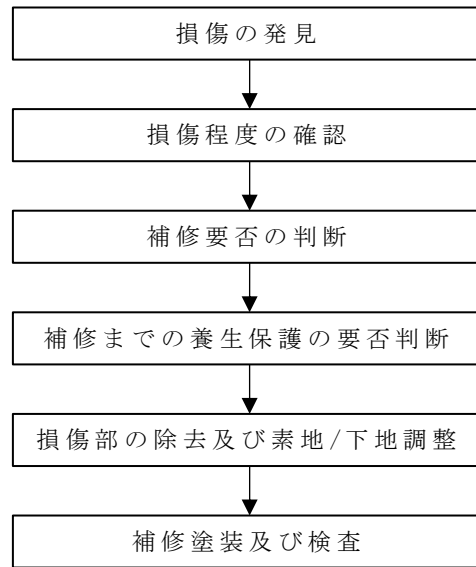 損傷の発見
損傷程度の確認
補修要否の判断
補修までの養生保護の要否判断
損傷部の除去及び素地/下地調整
補修塗装及び検査